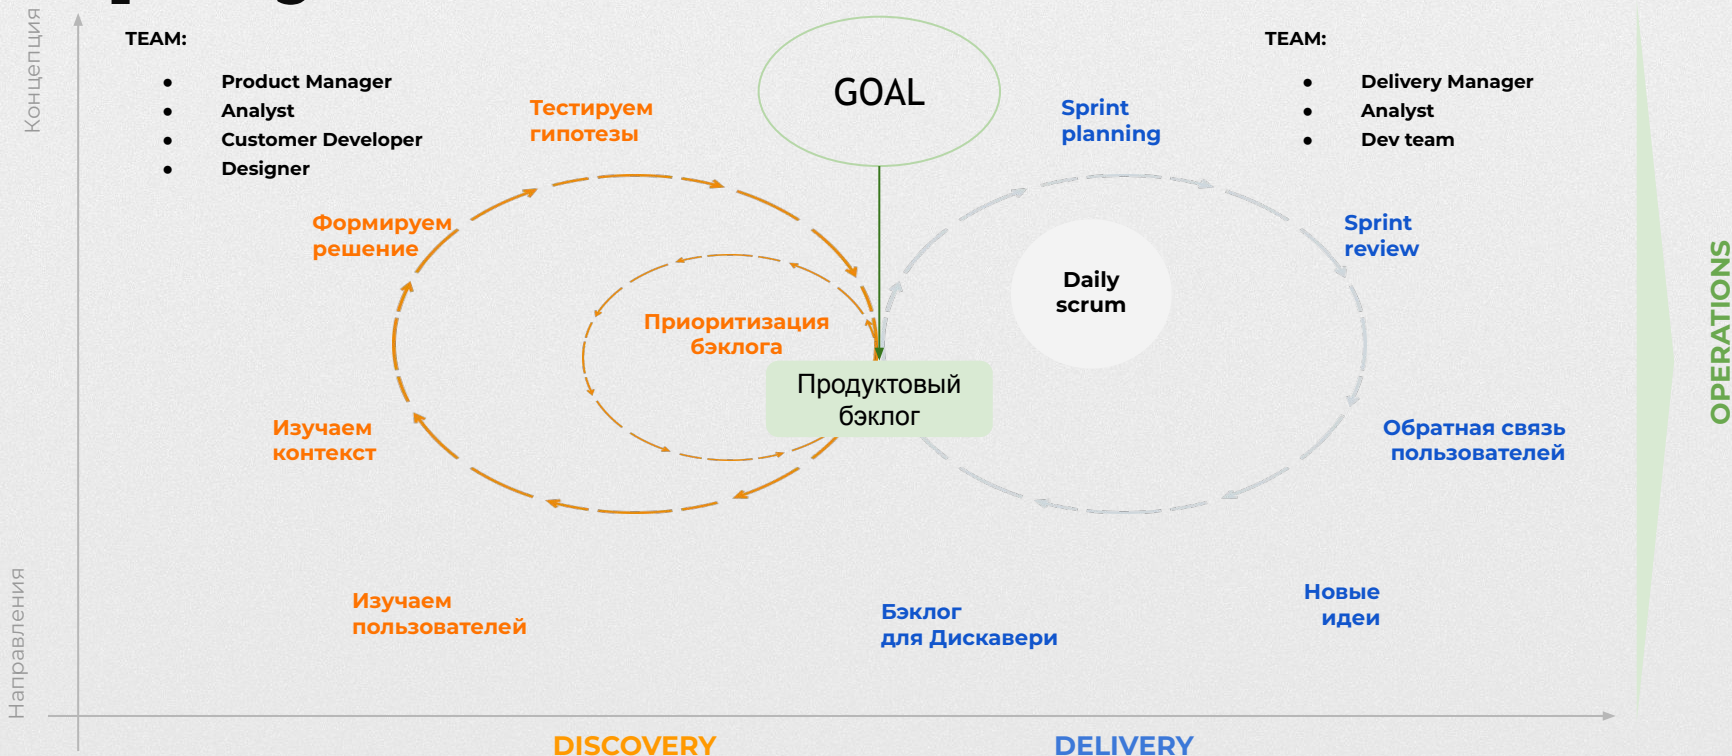 Концепция
TEAM:
● Product Manager
● Analyst
● Customer Developer
● Designer
Тестируем
гипотезы
GOAL
Sprint
planning
TEAM:
● Delivery Manager
● Analyst
● Dev team
Формируем
решение
Sprint
review
Daily
scrum
Приоритизация
бэклога
Продуктовый
бэклог
OPERATIONS
Изучаем
контекст
Обратная связь
пользователей
Изучаем
пользователей
Бэклог
для Дискавери
Новые
идеи
Направления
DISCOVERY
DELIVERY